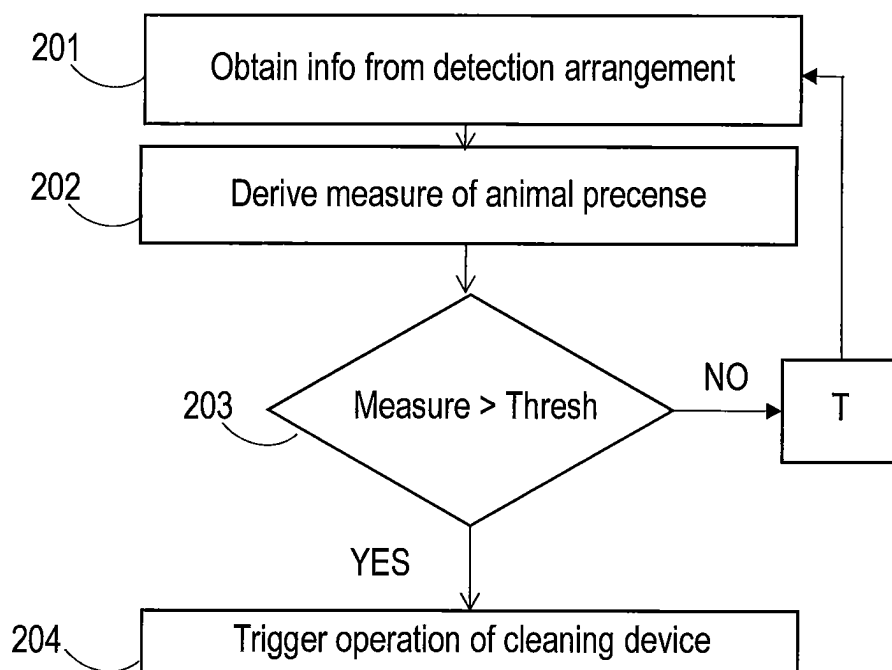 201
Obtain info from detection arrangement
202
Derive measure of animal precense
203
Measure > Thresh
NO
T
YES
204
Trigger operation of cleaning device